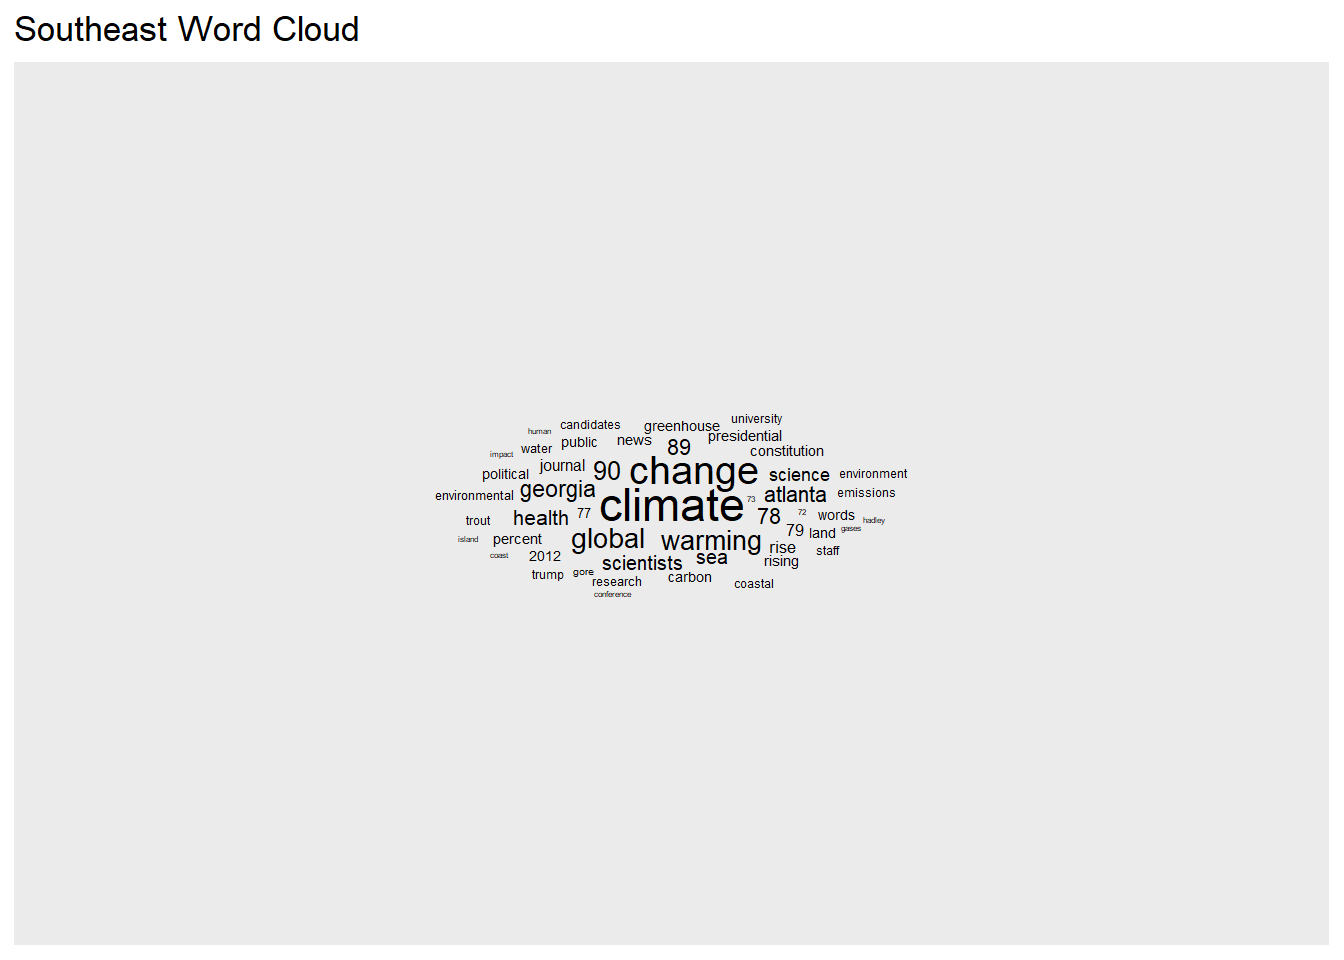 Southeast Word Cloud
university
candidates
greenhouse
human
presidential
news
public
89
water
constitution
impact
journal
political
90
change
science
environment
georgia
environmental
climate
73
atlanta
emissions
77
78
72
words
trout
health
hadley
gases
79
land
island
percent
global
warming
rise
staff
coast
2012
scientists
sea
rising
trump
gore
research
carbon
coastal
conference